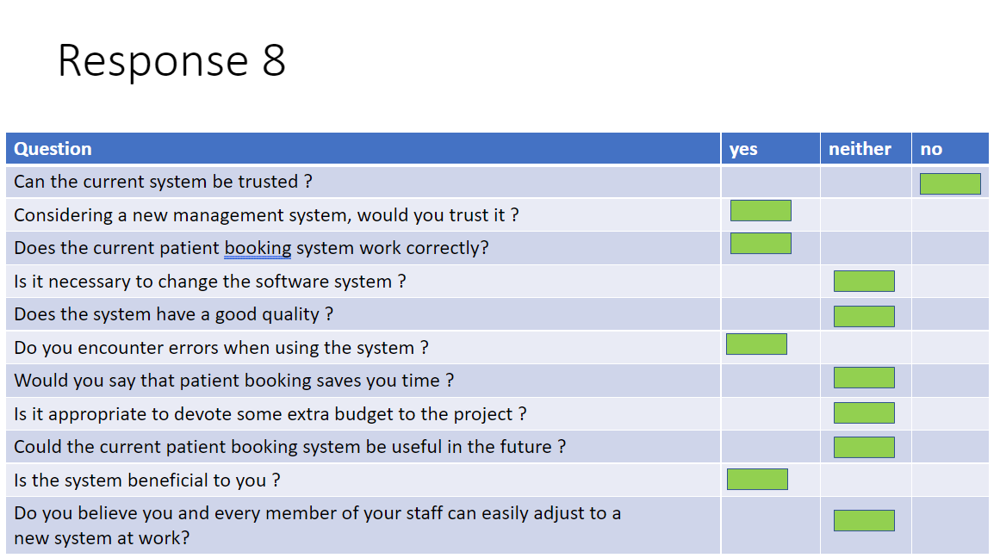 Response 8
Question yes neither no
Can the current system be trusted ?
Considering a new management system, would you trust it ?
Does the current patient booking system work correctly?
Is it necessary to change the software system ?
Does the system have a good quality ?
Do you encounter errors when using the system ?
Would you say that patient booking saves you time ?
Is it appropriate to devote some extra budget to the project ?
Could the current patient booking system be useful in the future ?
Is the system beneficial to you ?
Do you believe you and every member of your staff can easily adjust to a
new system at work?